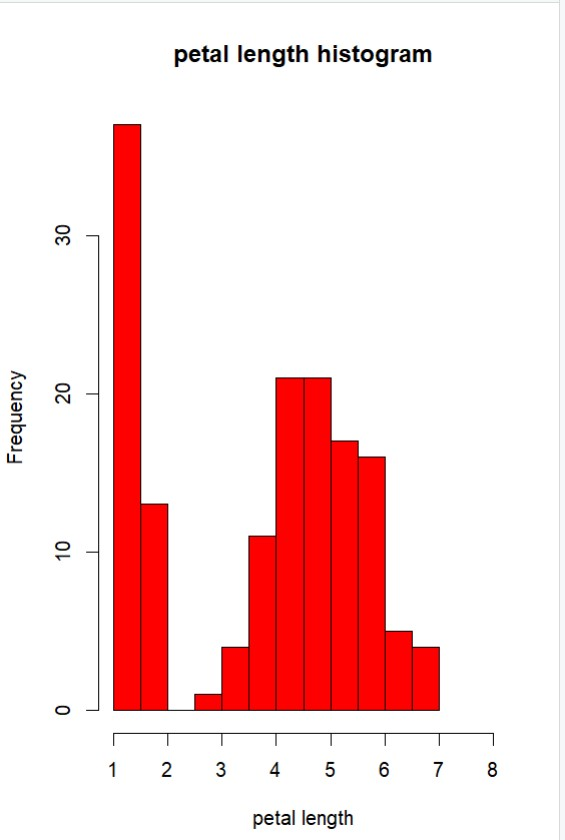 petal length histogram
30
20
10
0
Frequency
1 2 3 4 5 6 7 8
petal length